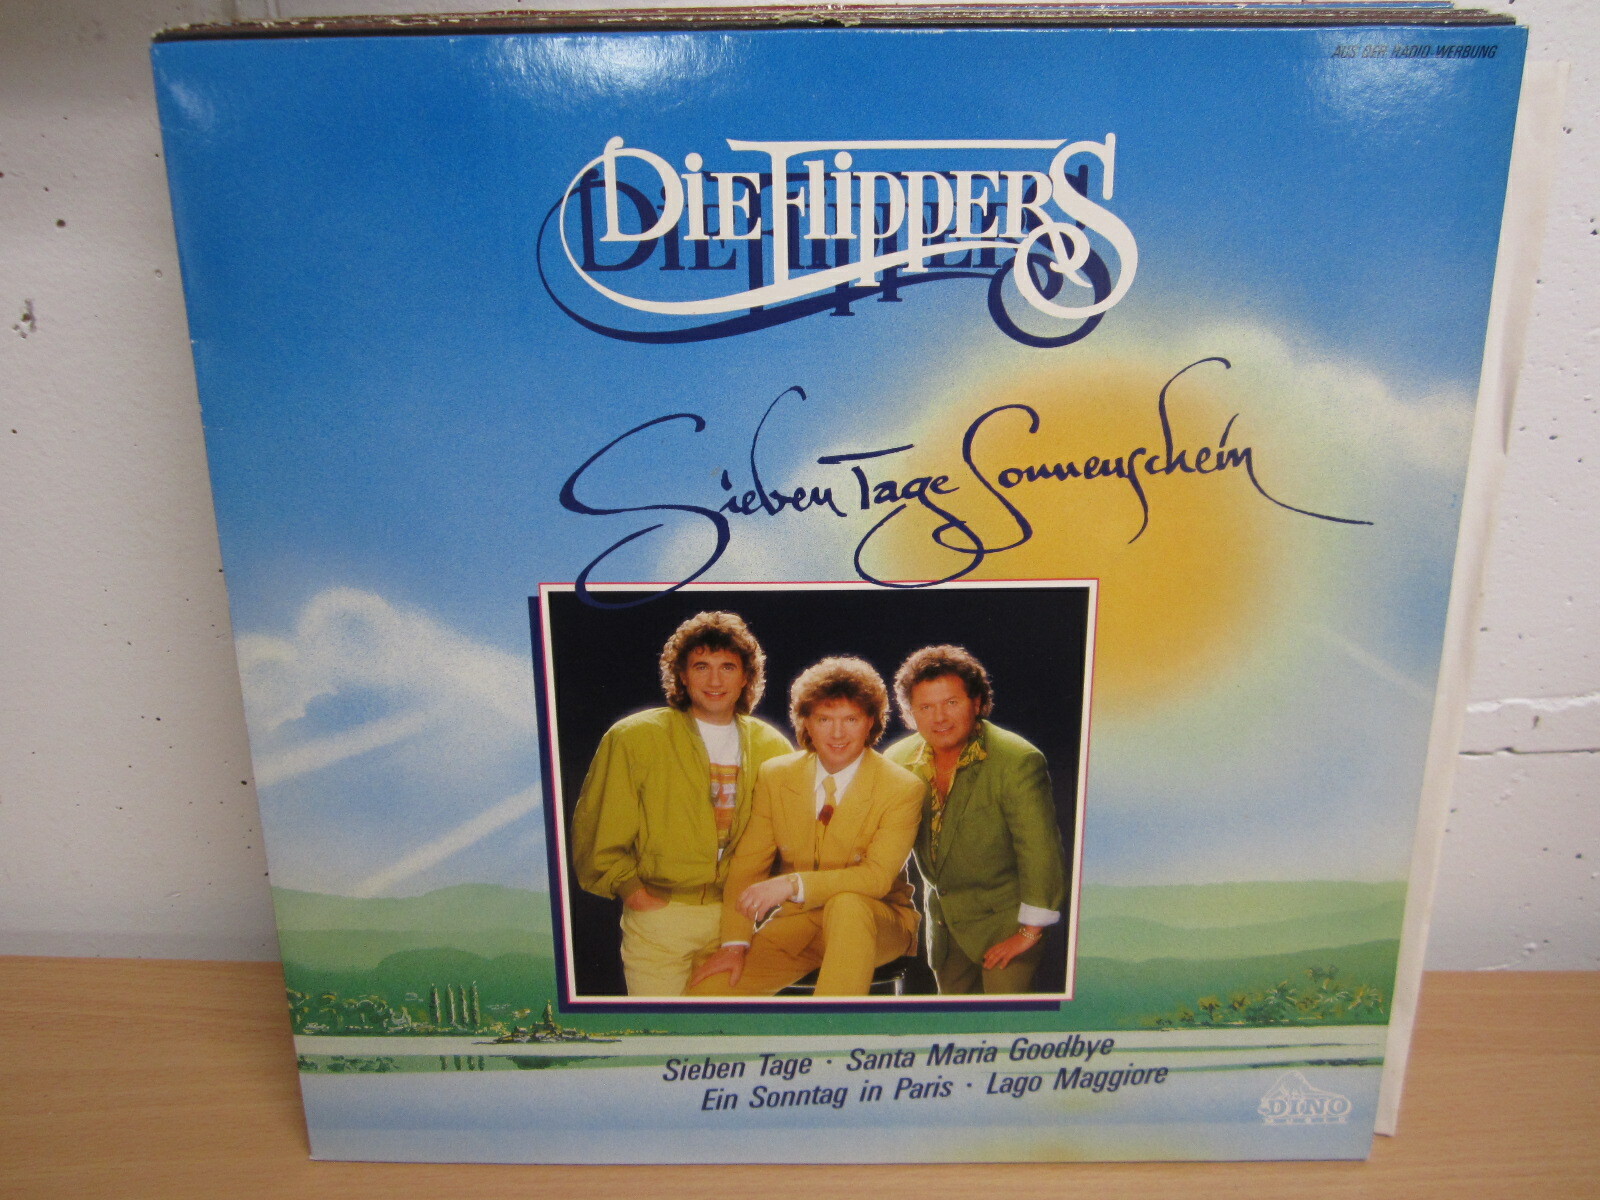 AUS DER RADIO-WERBUNG
Die Flippers
Sieben Tage Sonnenschein
Sieben Tage · Santa Maria Goodbye
Ein Sonntag in Paris · Lago Maggiore
DINO